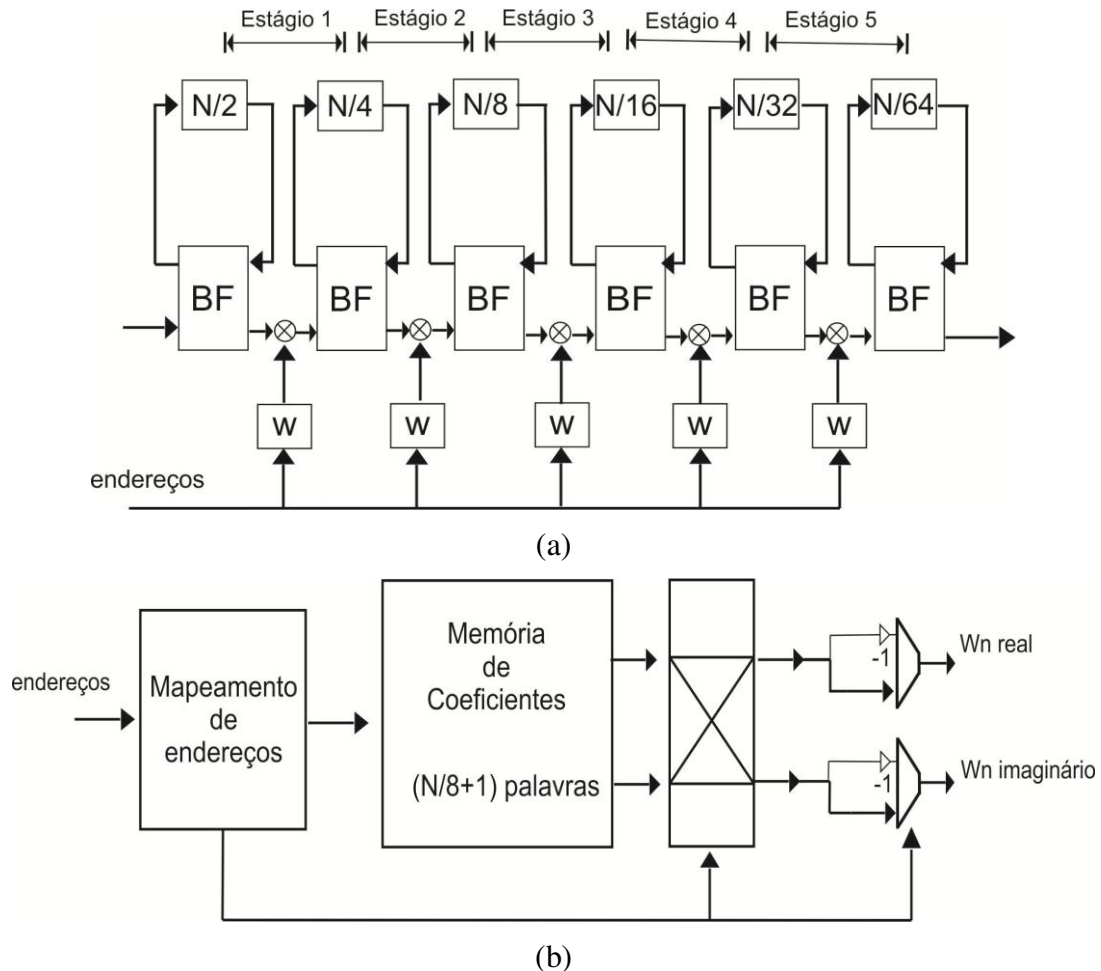 Estágio 1 Estágio 2 Estágio 3 Estágio 4 Estágio 5
N/2 N/4 N/8 N/16 N/32 N/64
BF BF BF BF BF BF
W W W W W
endereços
(a)
endereços
Mapeamento
de
endereços
Memória
de
Coeficientes
(N/8+1) palavras
-1
Wn real
-1
Wn imaginário
(b)